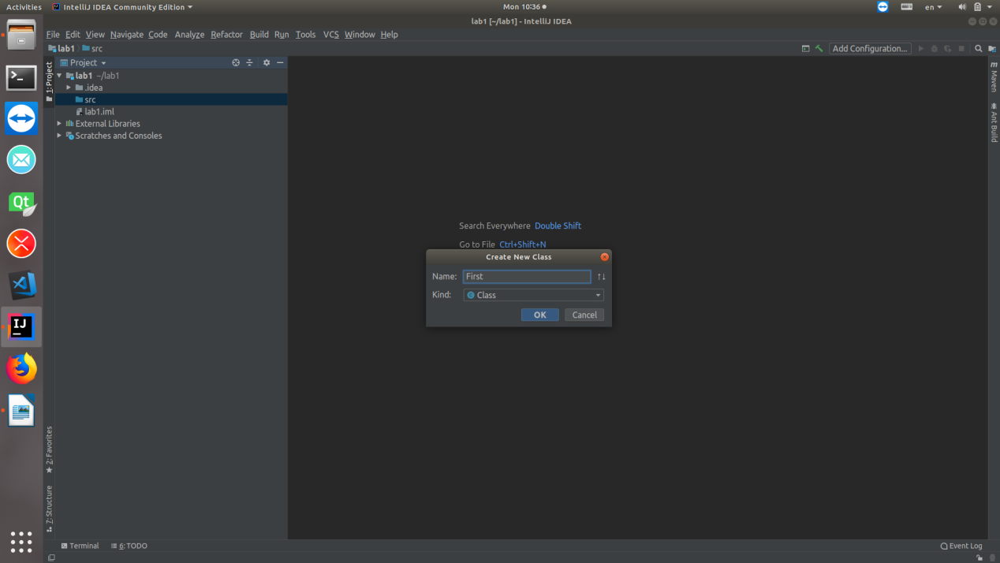 Activities IntelliJ IDEA Community Edition Mon 10:36 en
lab1 [~/lab1] - IntelliJ IDEA
File Edit View Navigate Code Analyze Refactor Build Run Tools VCS Window Help
lab1 src Add Configuration...
1: Project
Project
lab1 ~/lab1
.idea
src
lab1.iml
External Libraries
Scratches and Consoles
Maven
Ant Build
Search Everywhere Double Shift
Go to File Ctrl+Shift+N
Create New Class
Name: First
Kind: Class
OK Cancel
Qt
IJ
2: Favorites
7: Structure
Terminal 6: TODO Event Log